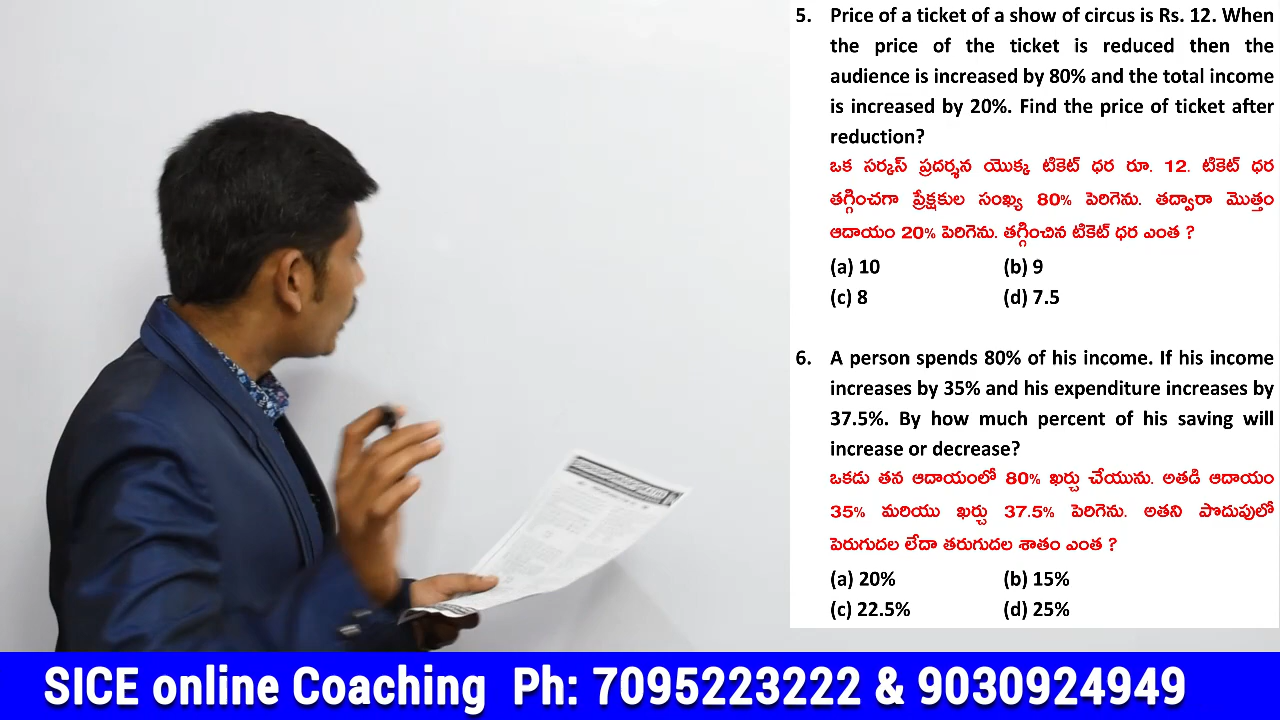 5. Price of a ticket of a show of circus is Rs. 12. When
the price of the ticket is reduced then the
audience is increased by 80% and the total income
is increased by 20%. Find the price of ticket after
reduction?
ఒక సర్కస్ ప్రదర్శన యొక్క టికెట్ ధర రూ. 12. టికెట్ ధర
తగ్గించగా ప్రేక్షకుల సంఖ్య 80% పెరిగెను. తద్వారా మొత్తం
ఆదాయం 20% పెరిగెను. తగ్గించిన టికెట్ ధర ఎంత ?
(a) 10 (b) 9
(c) 8 (d) 7.5
6. A person spends 80% of his income. If his income
increases by 35% and his expenditure increases by
37.5%. By how much percent of his saving will
increase or decrease?
ఒకడు తన ఆదాయంలో 80% ఖర్చు చేయును. అతడి ఆదాయం
35% మరియు ఖర్చు 37.5% పెరిగెను. అతని పొదుపులో
పెరుగుదల లేదా తరుగుదల శాతం ఎంత ?
(a) 20% (b) 15%
(c) 22.5% (d) 25%
SICE online Coaching Ph: 7095223222 & 9030924949